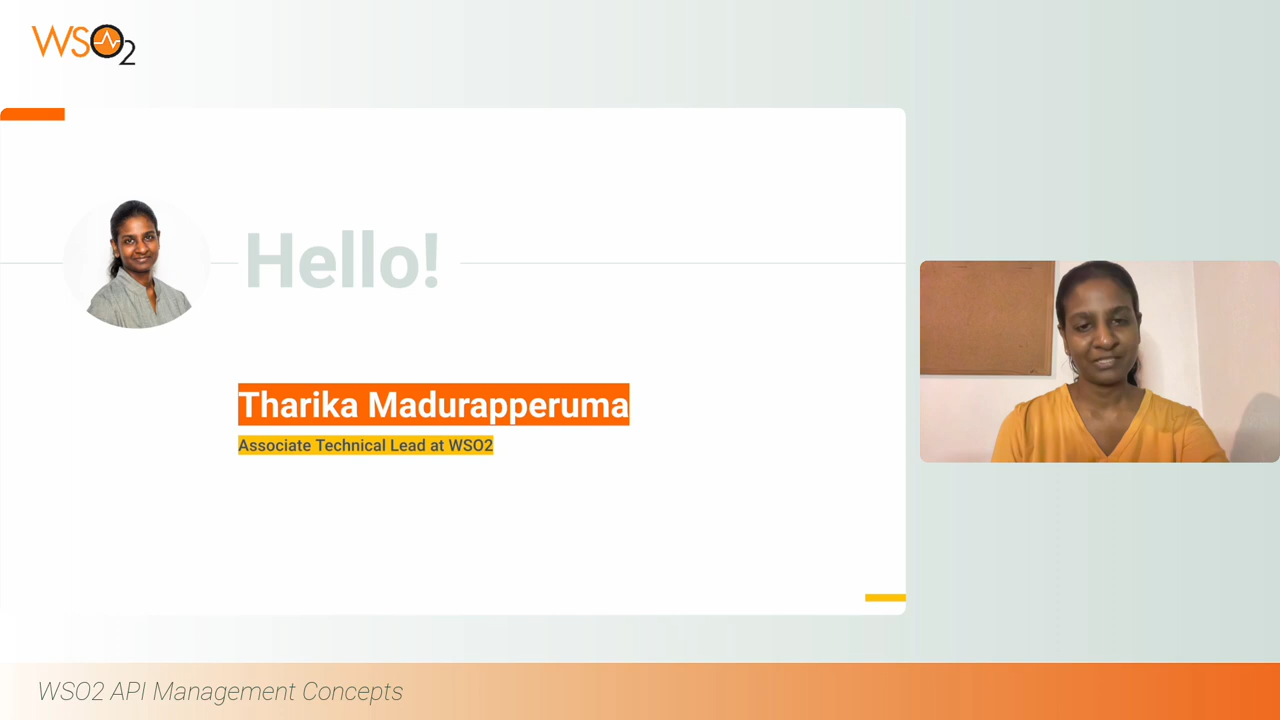 WSO2
Hello!
Tharika Madurapperuma
Associate Technical Lead at WSO2
WSO2 API Management Concepts